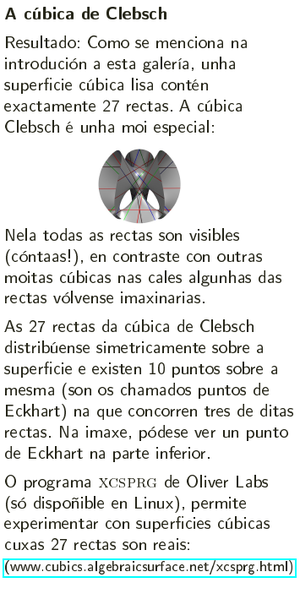 A cúbica de Clebsch
Resultado: Como se menciona na
introdución a esta galería, unha
superficie cúbica lisa contén
exactamente 27 rectas. A cúbica
Clebsch é unha moi especial:
Nela todas as rectas son visibles
(cóntaas!), en contraste con outras
moitas cúbicas nas cales algunhas das
rectas vólvense imaxinarias.
As 27 rectas da cúbica de Clebsch
distribúense simetricamente sobre a
superficie e existen 10 puntos sobre a
mesma (son os chamados puntos de
Eckhart) na que concorren tres de ditas
rectas. Na imaxe, pódese ver un punto
de Eckhart na parte inferior.
O programa XCSPRG de Oliver Labs
(só dispoñible en Linux), permite
experimentar con superficies cúbicas
cuxas 27 rectas son reais:
(www.cubics.algebraicsurface.net/xcsprg.html)